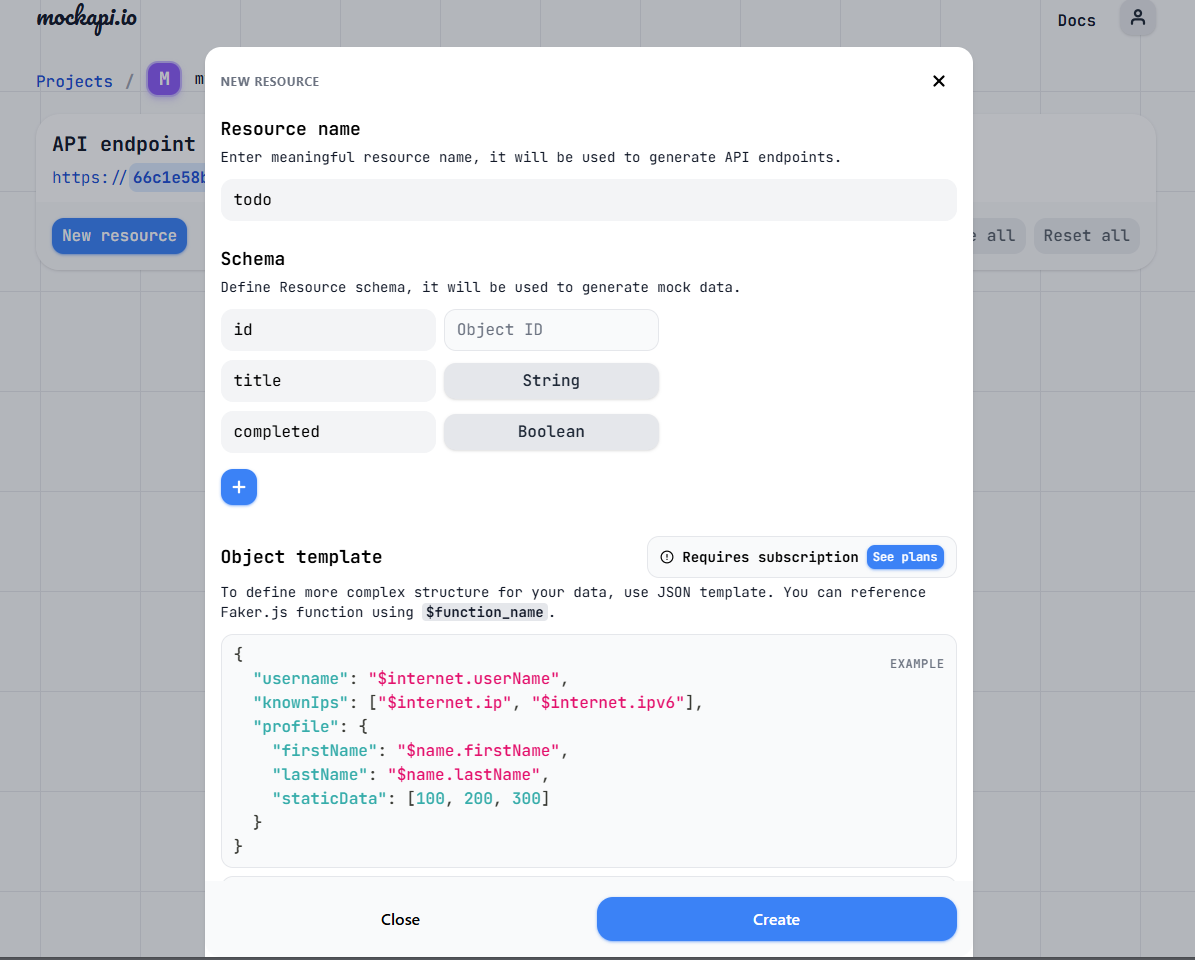 mockapi.io
Docs
Projects / M m
NEW RESOURCE
API endpoint
https://66c1e58b
New resource
all
Reset all
Resource name
Enter meaningful resource name, it will be used to generate API endpoints.
todo
Schema
Define Resource schema, it will be used to generate mock data.
id Object ID
title String
completed Boolean
+
Object template
Requires subscription See plans
To define more complex structure for your data, use JSON template. You can reference
Faker.js function using $function_name.
EXAMPLE
{
"username": "$internet.userName",
"knownIps": ["$internet.ip", "$internet.ipv6"],
"profile": {
"firstName": "$name.firstName",
"lastName": "$name.lastName",
"staticData": [100, 200, 300]
}
}
Close Create